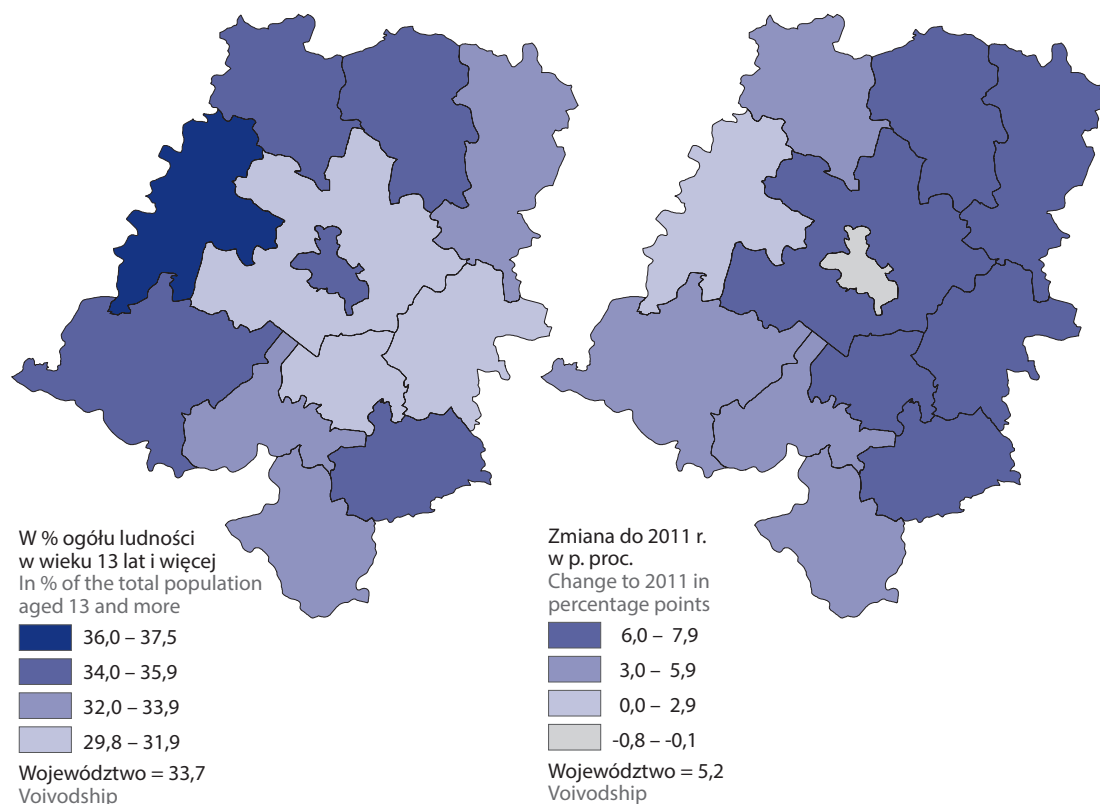 W % ogółu ludności
w wieku 13 lat i więcej
In % of the total population
aged 13 and more
36,0 – 37,5
34,0 – 35,9
32,0 – 33,9
29,8 – 31,9
Województwo = 33,7
Voivodship
Zmiana do 2011 r.
w p. proc.
Change to 2011 in
percentage points
6,0 – 7,9
3,0 – 5,9
0,0 – 2,9
-0,8 – -0,1
Województwo = 5,2
Voivodship